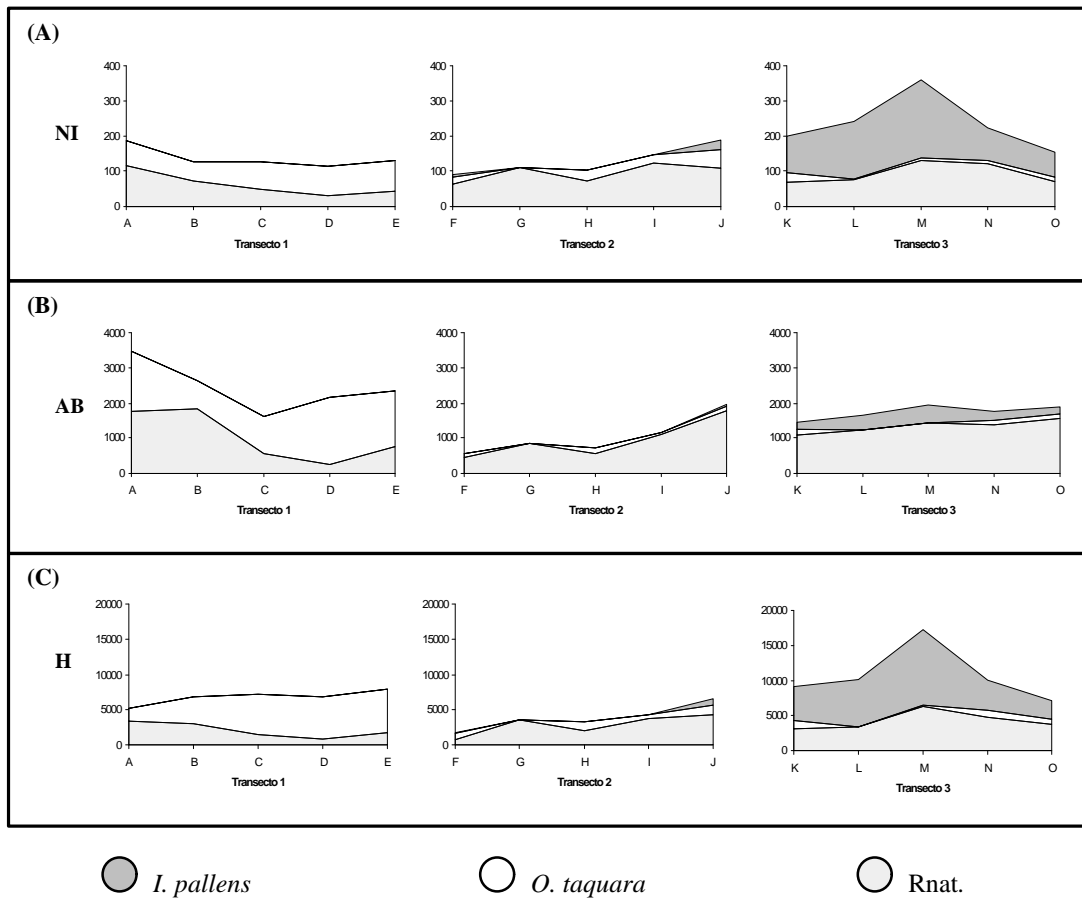 (A)
NI
400
300
200
100
0
A B C D E
Transecto 1
400
300
200
100
0
F G H I J
Transecto 2
400
300
200
100
0
K L M N O
Transecto 3
(B)
AB
4000
3000
2000
1000
0
A B C D E
Transecto 1
4000
3000
2000
1000
0
F G H I J
Transecto 2
4000
3000
2000
1000
0
K L M N O
Transecto 3
(C)
H
20000
15000
10000
5000
0
A B C D E
Transecto 1
20000
15000
10000
5000
0
F G H I J
Transecto 2
20000
15000
10000
5000
0
K L M N O
Transecto 3
I. pallens O. taquara Rnat.